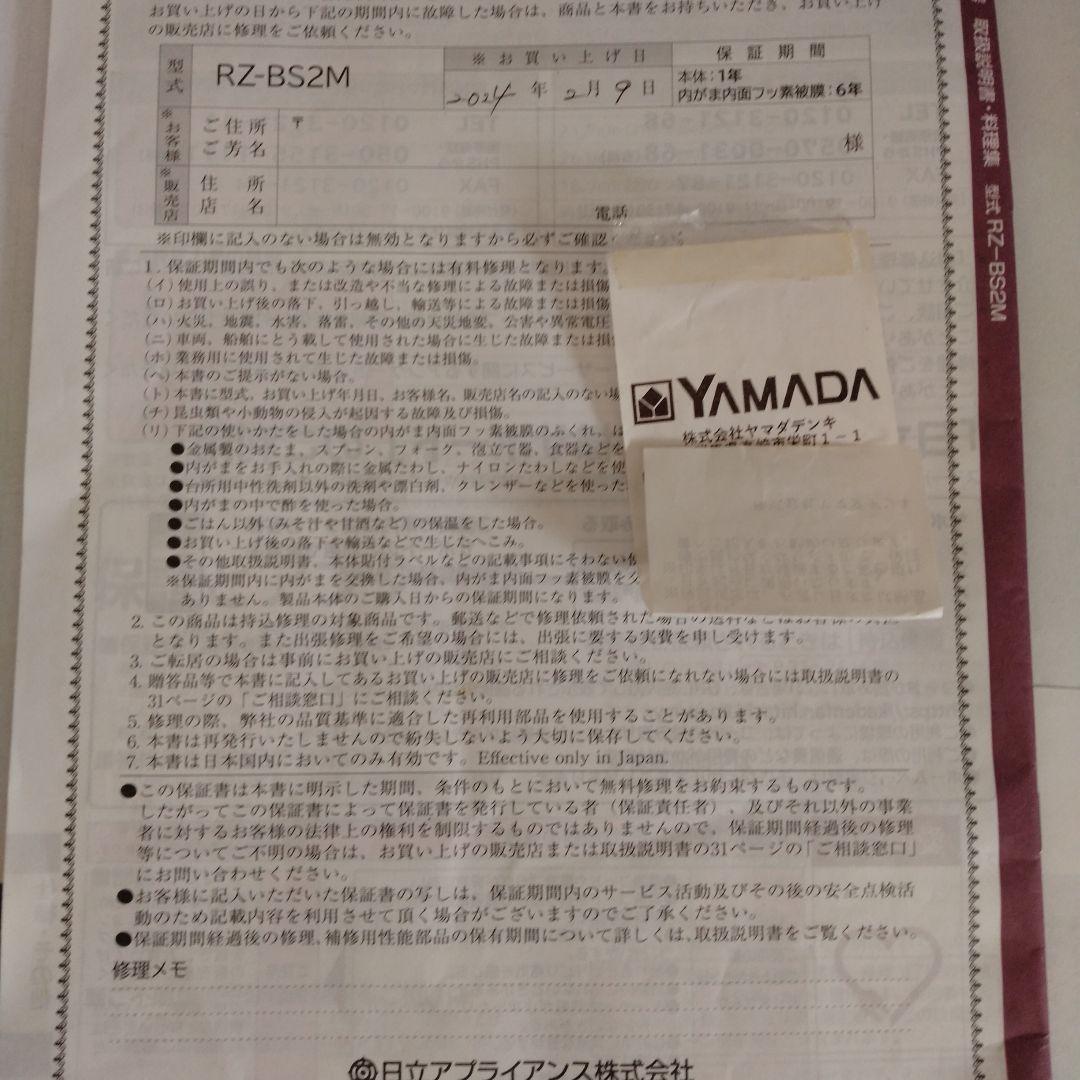 お買い上げの日から下記の期間内に故障した場合は、商品と本書をお持ちいただき、お買い上げ
の販売店に修理をご依頼ください。
型式 RZ-BS2M
※お買い上げ日
2024年 2月 9日
保証期間
本体：1年
内がま内面フッ素被膜：6年
※お客様
ご住所 〒
ご芳名 様
※販売店
住所
店名 電話
※印欄に記入のない場合は無効となりますから必ずご確認
1. 保証期間内でも次のような場合には有料修理となります。
(イ) 使用上の誤り、または改造や不当な修理による故障または損傷
(ロ) お買い上げ後の落下、引っ越し、輸送等による故障または損傷
(ハ) 火災、地震、水害、落雷、その他の天災地変、公害や異常電圧
(ニ) 車両、船舶にとう載して使用された場合に生じた故障または損
(ホ) 業務用に使用されて生じた故障または損傷。
(ヘ) 本書のご提示がない場合。
(ト) 本書に型式、お買い上げ年月日、お客様名、販売店名の記入のない場
(チ) 昆虫類や小動物の侵入が起因する故障及び損傷。
(リ) 下記の使いかたをした場合の内がま内面フッ素被膜のふくれ、は
●金属製のおたま、スプーン、フォーク、泡立て器、食器などを
●内がまをお手入れの際に金属たわし、ナイロンたわしなどを使
●台所用中性洗剤以外の洗剤や漂白剤、クレンザーなどを使った
●内がまの中で酢を使った場合。
●ごはん以外(みそ汁や甘酒など)の保温をした場合。
●お買い上げ後の落下や輸送などで生じたへこみ。
●その他取扱説明書、本体貼付ラベルなどの記載事項にそわない使
※保証期間内に内がまを交換した場合、内がま内面フッ素被膜を
ありません。製品本体のご購入日からの保証期間になります。
2. この商品は持込修理の対象商品です。郵送などで修理依頼された場合の送料などはお客様の
となります。また出張修理をご希望の場合には、出張に要する実費を申し受けます。
3. ご転居の場合は事前にお買い上げの販売店にご相談ください。
4. 贈答品等で本書に記入してあるお買い上げの販売店に修理をご依頼になれない場合には取扱説明書の
31ページの「ご相談窓口」にご相談ください。
5. 修理の際、弊社の品質基準に適合した再利用部品を使用することがあります。
6. 本書は再発行いたしませんので紛失しないよう大切に保存してください。
7. 本書は日本国内においてのみ有効です。Effective only in Japan.
●この保証書は本書に明示した期間、条件のもとにおいて無料修理をお約束するものです。
したがってこの保証書によって保証書を発行している者（保証責任者）、及びそれ以外の事業
者に対するお客様の法律上の権利を制限するものではありませんので、保証期間経過後の修理
等についてご不明の場合は、お買い上げの販売店または取扱説明書の31ページの「ご相談窓口」
にお問い合わせください。
●お客様に記入いただいた保証書の写しは、保証期間内のサービス活動及びその後の安全点検活
動のため記載内容を利用させて頂く場合がございますのでご了承ください。
●保証期間経過後の修理、補修用性能部品の保有期間について詳しくは、取扱説明書をご覧ください。
修理メモ
日立アプライアンス株式会社
YAMADA
株式会社ヤマダデンキ
栄町1-1
取扱説明書・料理集 型式 RZ-BS2M